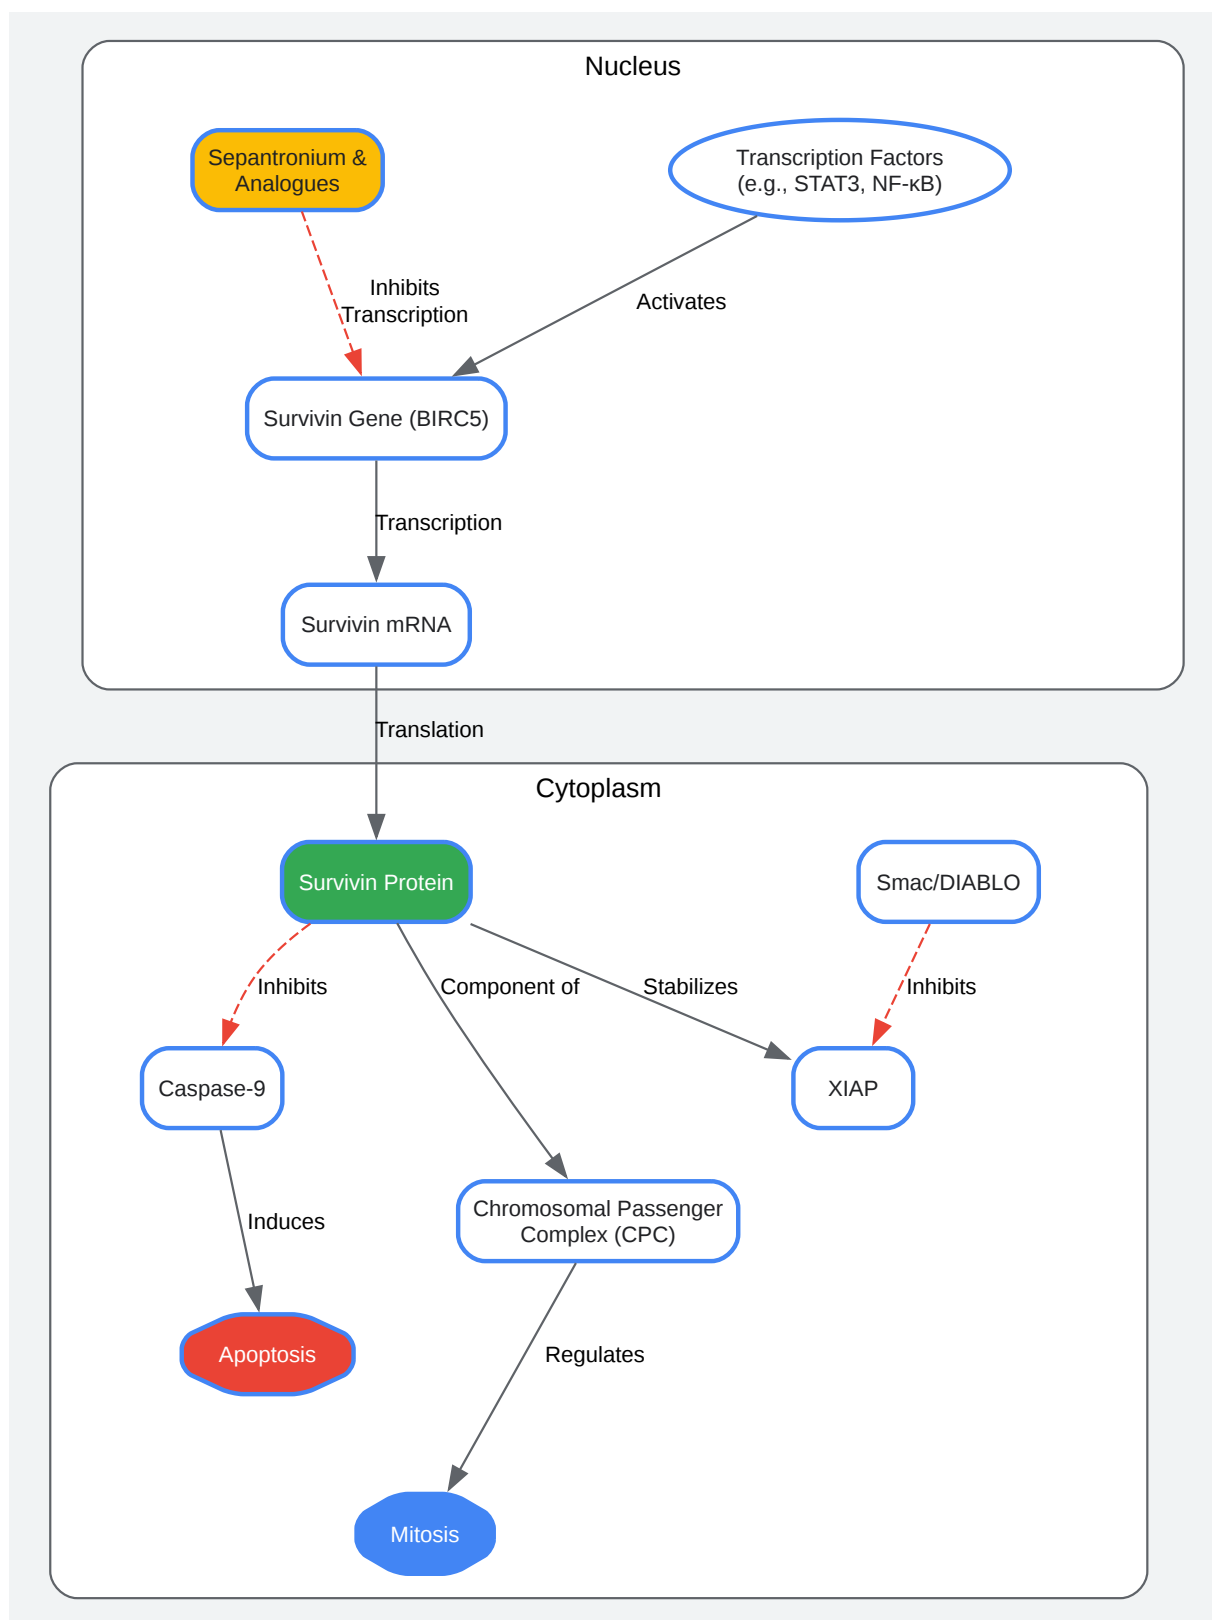 Nucleus
Sepantronium &
Analogues
Transcription Factors
(e.g., STAT3, NF-κB)
Inhibits
Transcription
Activates
Survivin Gene (BIRC5)
Transcription
Survivin mRNA
Translation
Cytoplasm
Survivin Protein
Smac/DIABLO
Inhibits
Component of
Stabilizes
Inhibits
Caspase-9
XIAP
Chromosomal Passenger
Complex (CPC)
Induces
Apoptosis
Regulates
Mitosis